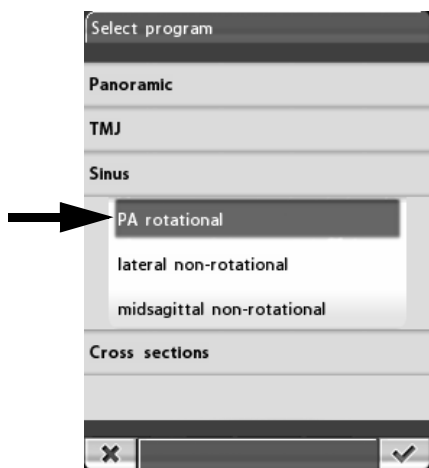 Select program
Panoramic
TMJ
Sinus
PA rotational
lateral non-rotational
midsagittal non-rotational
Cross sections